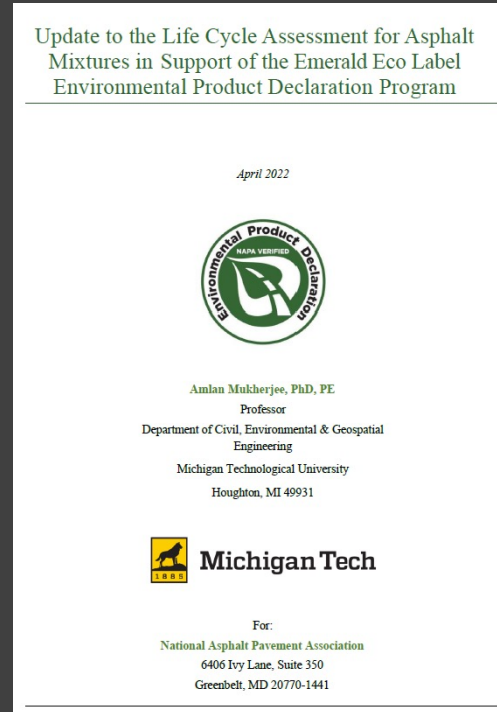 Update to the Life Cycle Assessment for Asphalt
Mixtures in Support of the Emerald Eco Label
Environmental Product Declaration Program
April 2022
Environmental Product Declaration
NAPA VERIFIED
Amlan Mukherjee, PhD, PE
Professor
Department of Civil, Environmental & Geospatial
Engineering
Michigan Technological University
Houghton, MI 49931
1885
Michigan Tech
For:
National Asphalt Pavement Association
6406 Ivy Lane, Suite 350
Greenbelt, MD 20770-1441